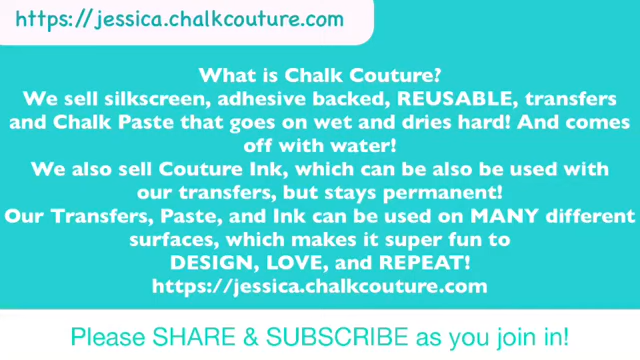 https://jessica.chalkcouture.com
What is Chalk Couture?
We sell silkscreen, adhesive backed, REUSABLE, transfers
and Chalk Paste that goes on wet and dries hard! And comes
off with water!
We also sell Couture Ink, which can be also be used with
our transfers, but stays permanent!
Our Transfers, Paste, and Ink can be used on MANY different
surfaces, which makes it super fun to
DESIGN, LOVE, and REPEAT!
https://jessica.chalkcouture.com
Please SHARE & SUBSCRIBE as you join in!